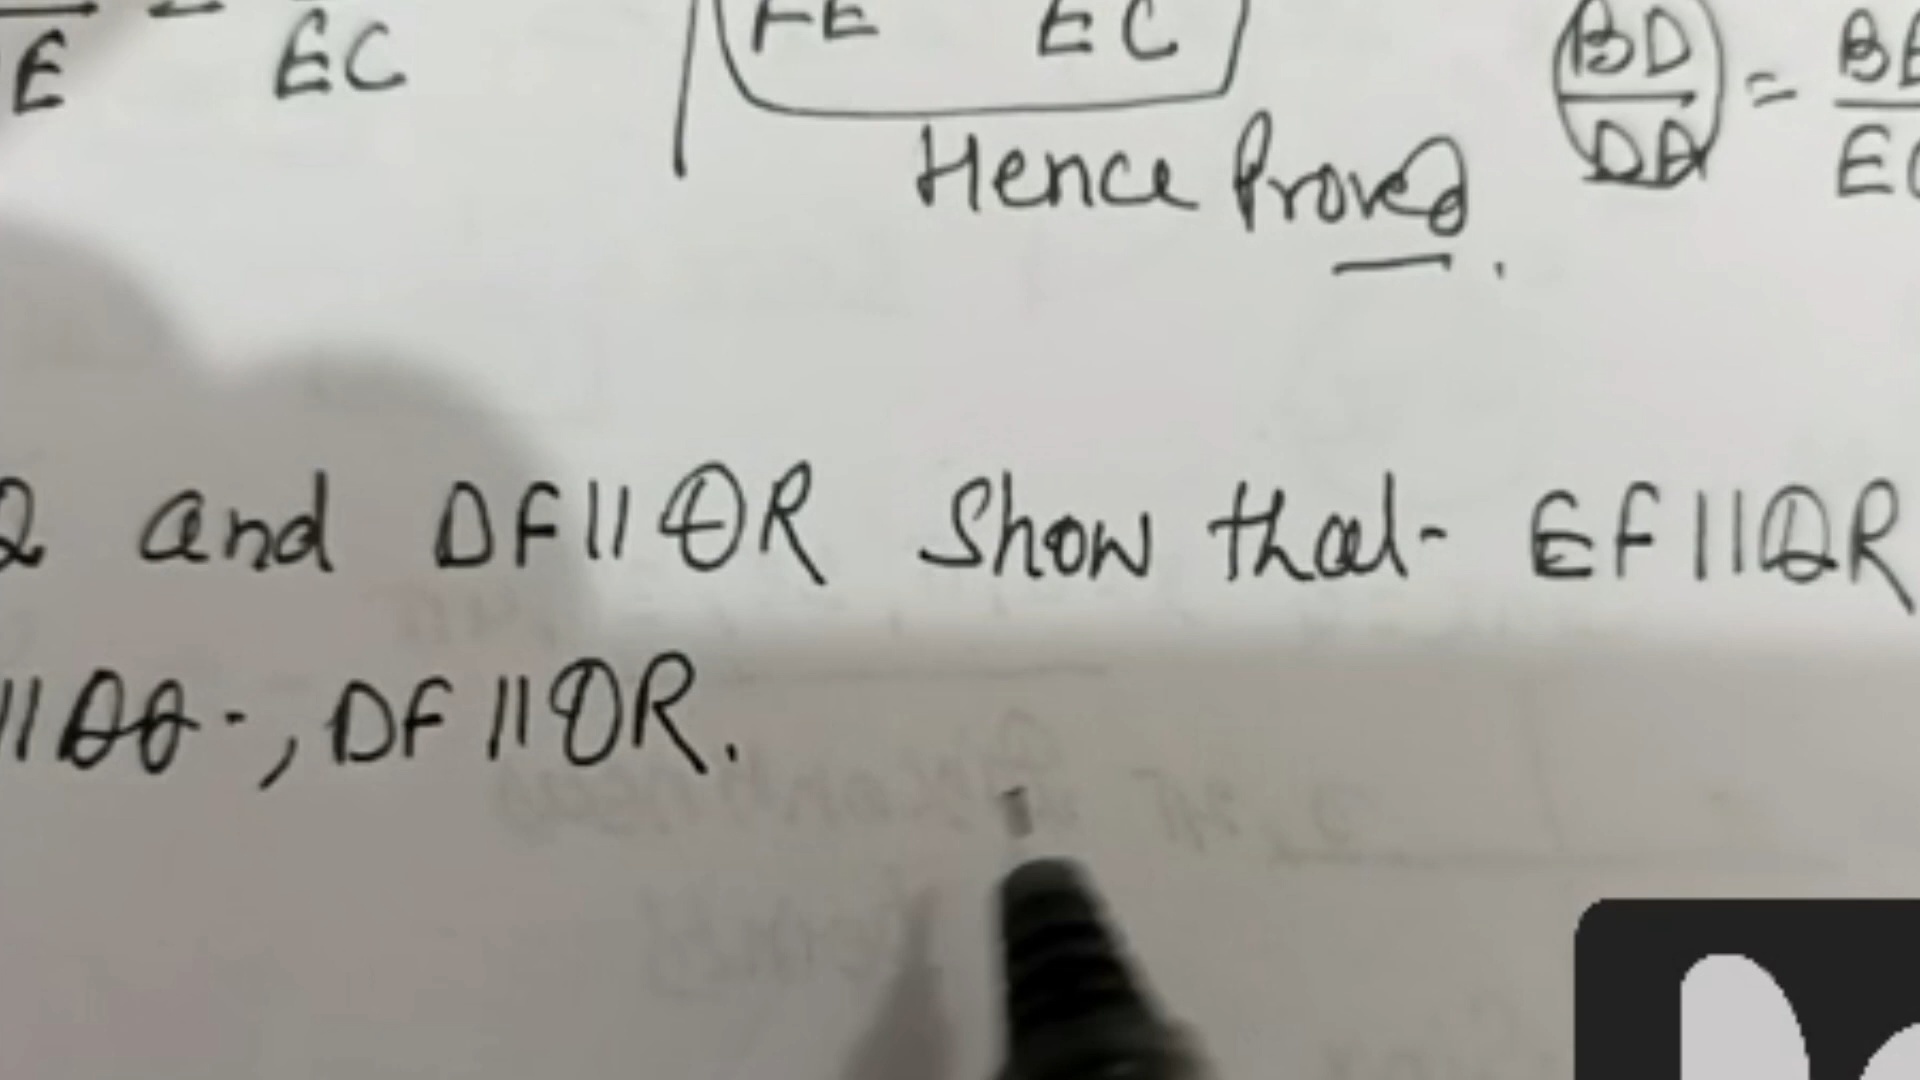 E = EC
FE EC
BD/DA = BE/EC
Hence Proved.
Q and DF||OR Show that EF||QR
||OQ, DF||OR.